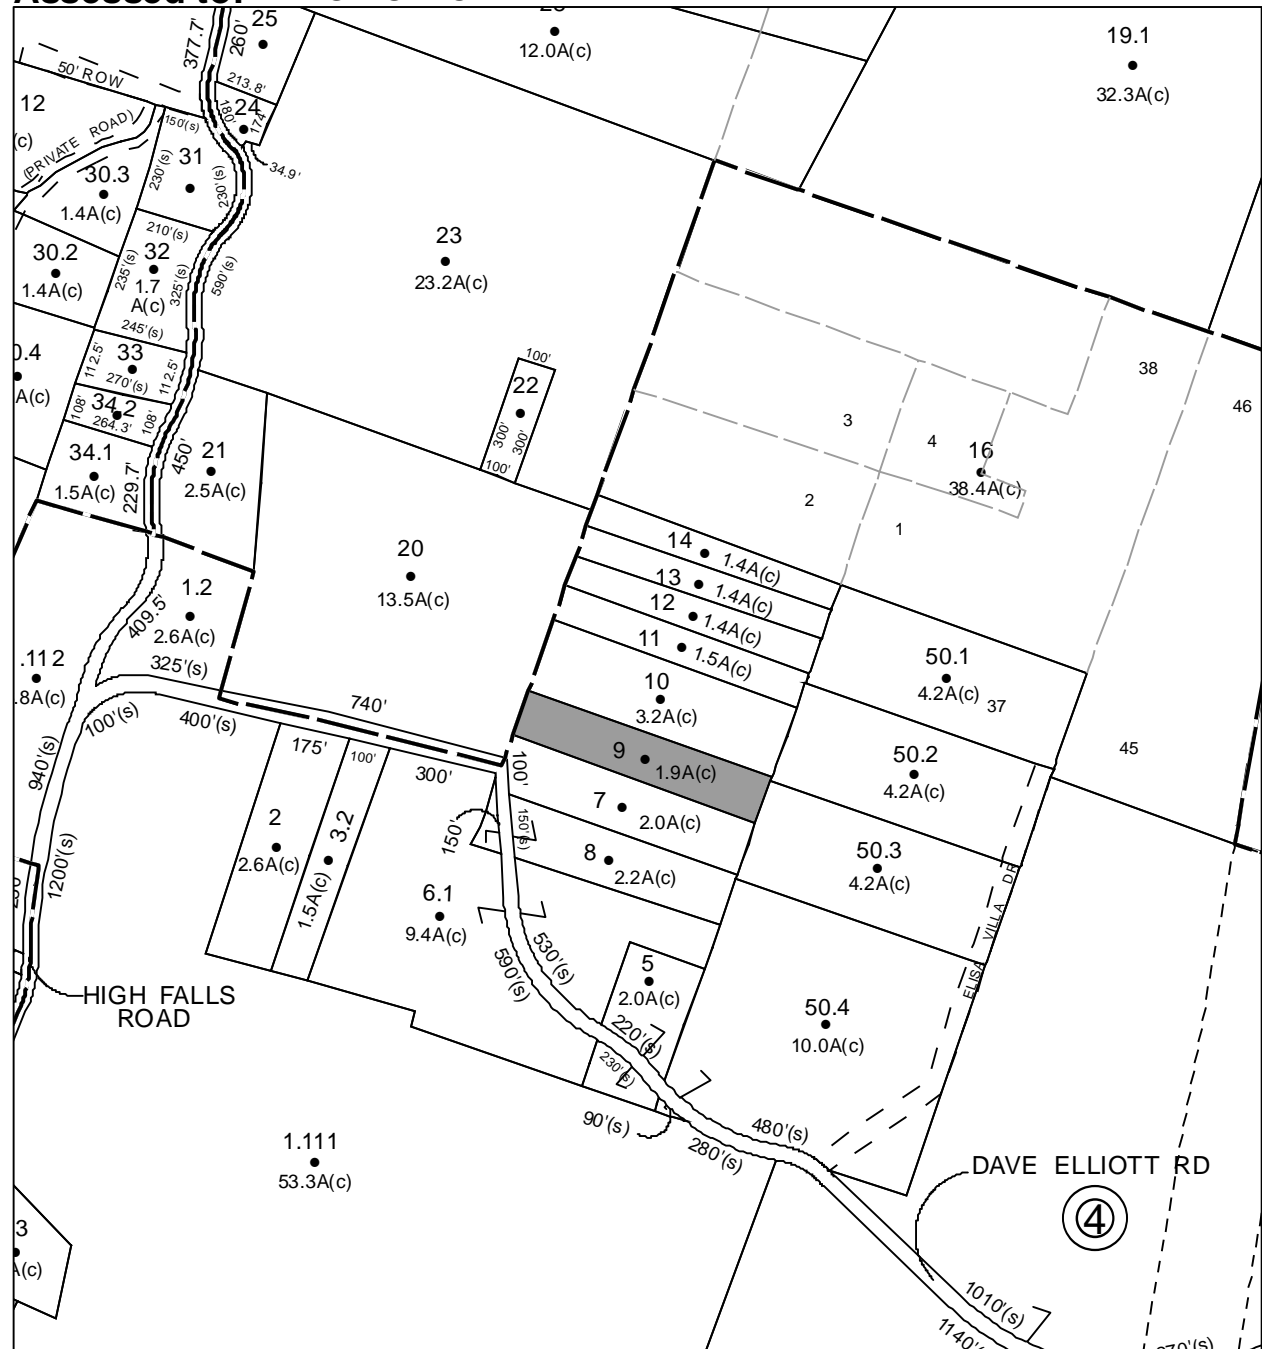 Assessed to:
25
12.0A(c)
19.1
32.3A(c)
377.7'
260'
213.8'
50' ROW
12
(c)
(PRIVATE ROAD)
150'(s)
180'
24
174'
34.9'
31
230'(s)
230'(s)
30.3
1.4A(c)
210'(s)
23
23.2A(c)
30.2
1.4A(c)
235'(s)
32
1.7
A(c)
325'(s)
590'(s)
245'(s)
0.4
A(c)
112.5'
33
270'(s)
112.5'
100'
22
300'
300'
100'
38
46
3
4
16
38.4A(c)
2
1
108'
34.2
264.3'
108'
34.1
1.5A(c)
229.7'
450'
21
2.5A(c)
20
13.5A(c)
14
1.4A(c)
13
1.4A(c)
12
1.4A(c)
11
1.5A(c)
1.2
2.6A(c)
409.5'
325'(s)
.112
.8A(c)
100'(s)
400'(s)
740'
10
3.2A(c)
50.1
4.2A(c)
37
45
940'(s)
175'
100'
300'
100'
9
1.9A(c)
50.2
4.2A(c)
2
2.6A(c)
3.2
1.5A(c)
150'
150'(s)
7
2.0A(c)
8
2.2A(c)
50.3
4.2A(c)
1200'(s)
6.1
9.4A(c)
ELISA VILLA DR
530'(s)
590'(s)
5
2.0A(c)
220'(s)
230'(s)
50.4
10.0A(c)
HIGH FALLS
ROAD
90'(s)
280'(s)
480'(s)
1.111
53.3A(c)
DAVE ELLIOTT RD
4
3
A(c)
1010'(s)